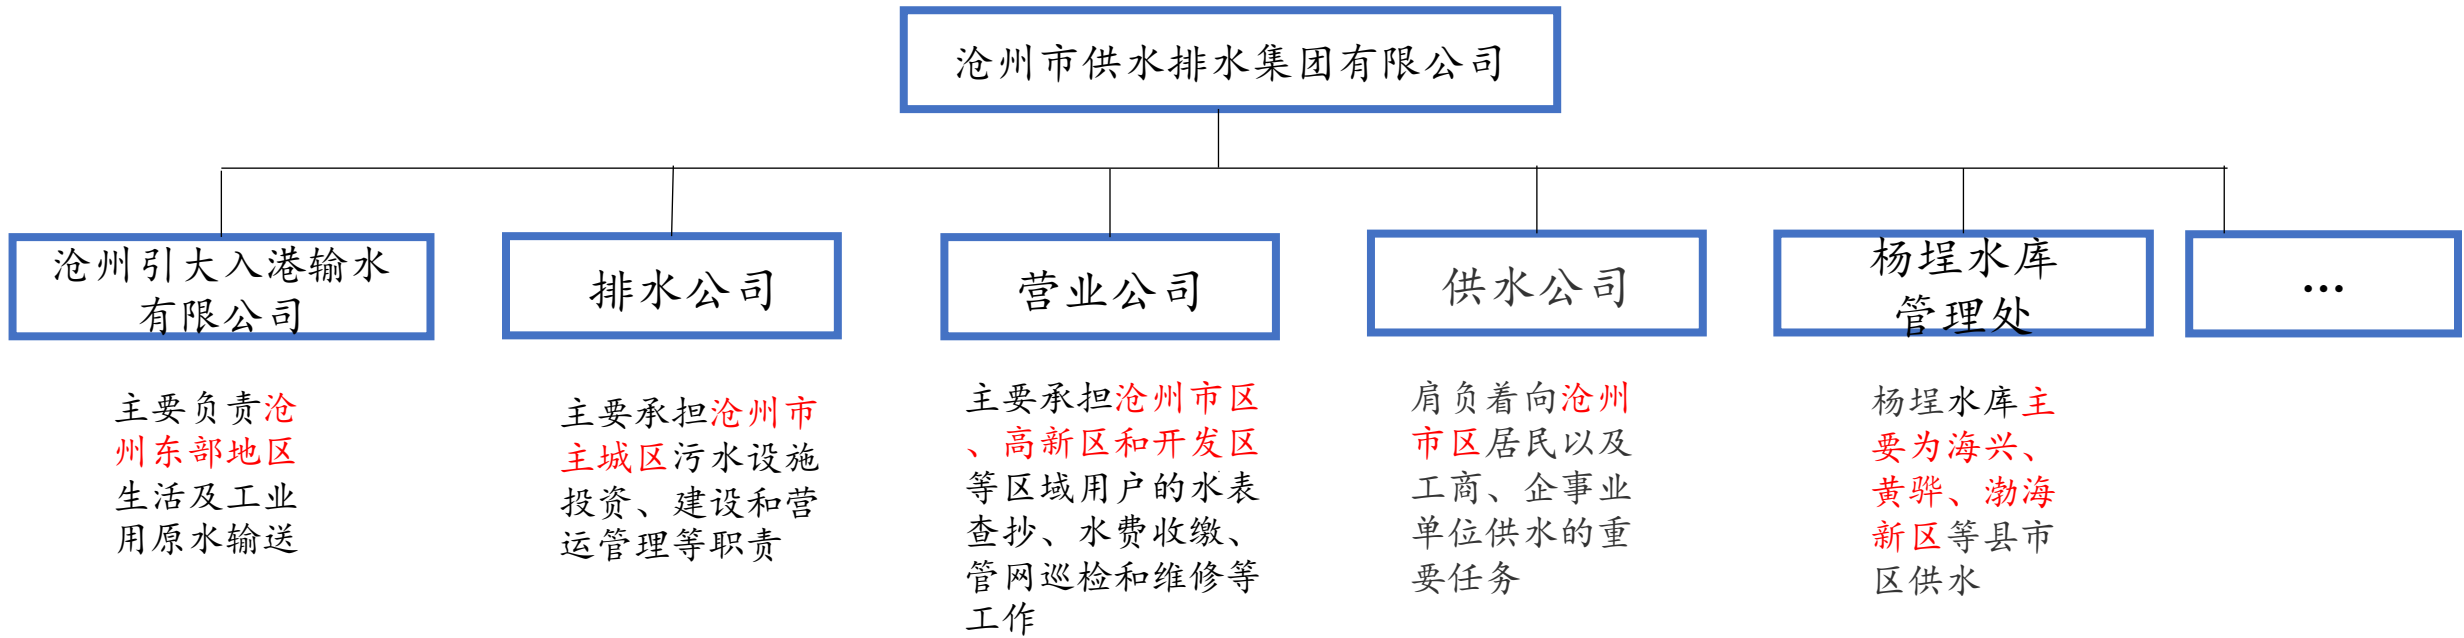 沧州市供水排水集团有限公司
沧州引大入港输水
有限公司
排水公司
营业公司
供水公司
杨埕水库
管理处
...
主要负责沧
州东部地区
生活及工业
用原水输送
主要承担沧州市
主城区污水设施
投资、建设和营
运管理等职责
主要承担沧州市区
、高新区和开发区
等区域用户的水表
查抄、水费收缴、
管网巡检和维修等
工作
肩负着向沧州
市区居民以及
工商、企事业
单位供水的重
要任务
杨埕水库主
要为海兴、
黄骅、渤海
新区等县市
区供水